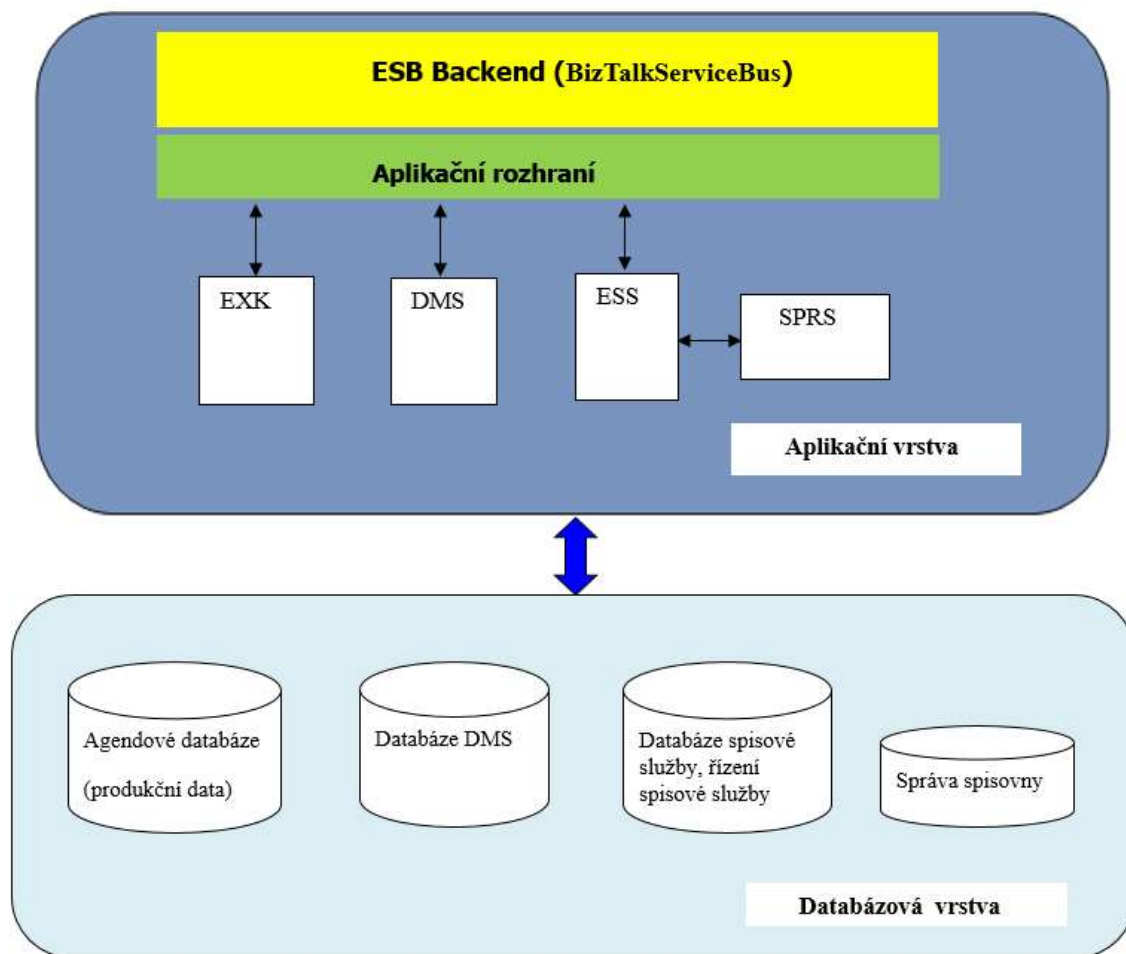 ESB Backend (BizTalkServiceBus)
Aplikační rozhraní
EXK
DMS
ESS
SPRS
Aplikační vrstva
Agendové databáze
(produkční data)
Databáze DMS
Databáze spisové
služby, řízení
spisové služby
Správa spisovny
Databázová vrstva